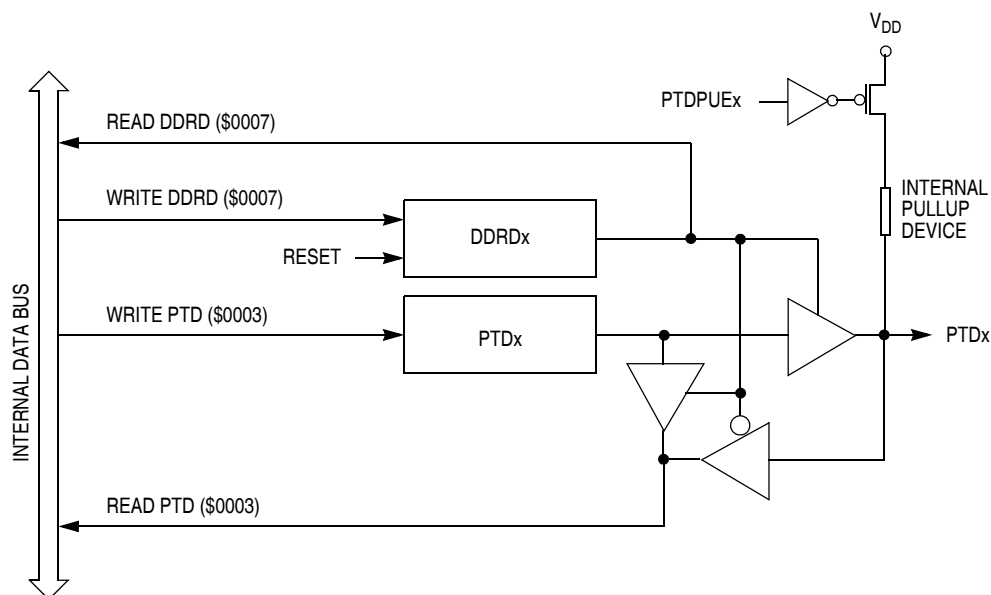 VDD
PTDPUEx
READ DDRD ($0007)
WRITE DDRD ($0007)
INTERNAL
PULLUP
DEVICE
DDRDx
RESET
WRITE PTD ($0003)
PTDx
PTDx
INTERNAL DATA BUS
READ PTD ($0003)